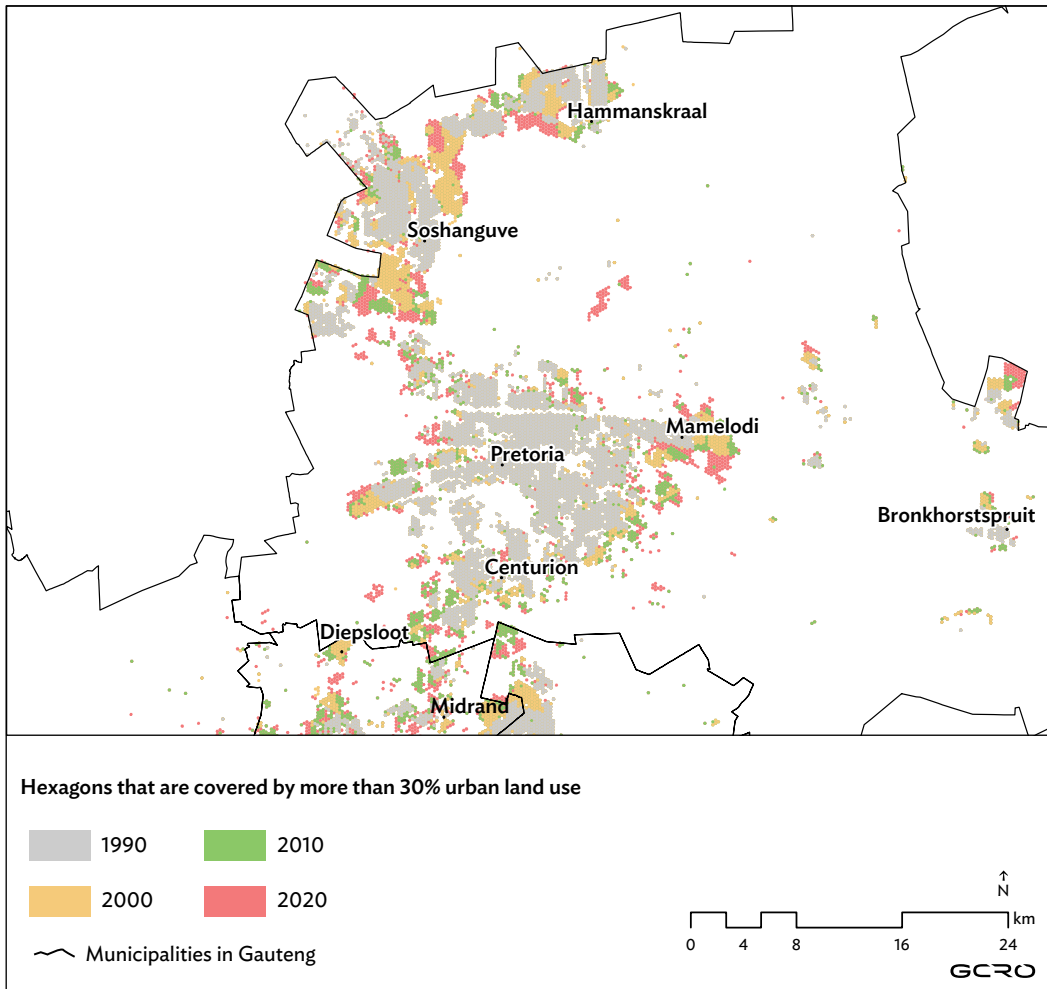 Hammanskraal
Soshanguve
Mamelodi
Pretoria
Bronkhorstspruit
Centurion
Diepsloot
Midrand
Hexagons that are covered by more than 30% urban land use
1990
2010
2000
2020
Municipalities in Gauteng
N
km
0 4 8 16 24
GCRO